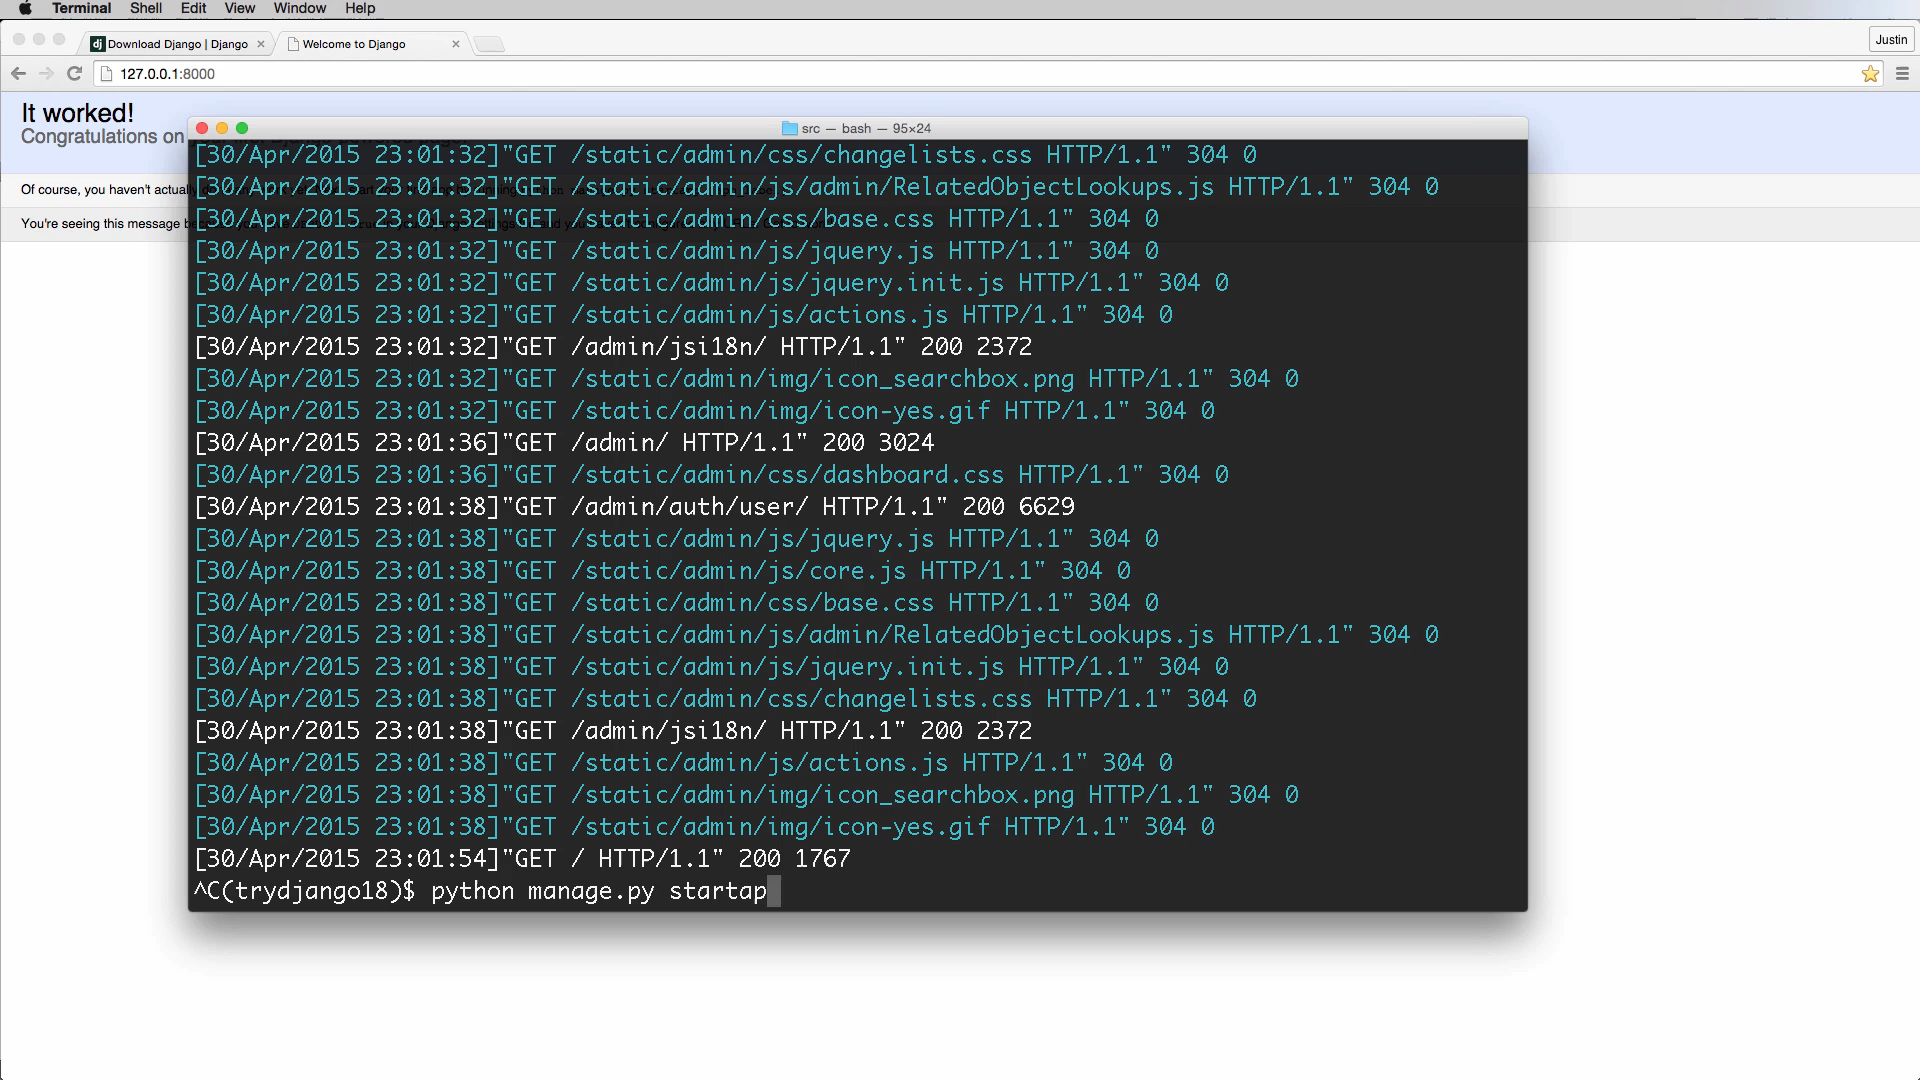 Terminal Shell Edit View Window Help
dj Download Django | Django × Welcome to Django × Justin
127.0.0.1:8000
It worked!
Congratulations on
src — bash — 95×24
Of course, you haven't actually
You're seeing this message
[30/Apr/2015 23:01:32]"GET /static/admin/css/changelists.css HTTP/1.1" 304 0
[30/Apr/2015 23:01:32]"GET /static/admin/js/admin/RelatedObjectLookups.js HTTP/1.1" 304 0
[30/Apr/2015 23:01:32]"GET /static/admin/css/base.css HTTP/1.1" 304 0
[30/Apr/2015 23:01:32]"GET /static/admin/js/jquery.js HTTP/1.1" 304 0
[30/Apr/2015 23:01:32]"GET /static/admin/js/jquery.init.js HTTP/1.1" 304 0
[30/Apr/2015 23:01:32]"GET /static/admin/js/actions.js HTTP/1.1" 304 0
[30/Apr/2015 23:01:32]"GET /admin/jsi18n/ HTTP/1.1" 200 2372
[30/Apr/2015 23:01:32]"GET /static/admin/img/icon_searchbox.png HTTP/1.1" 304 0
[30/Apr/2015 23:01:32]"GET /static/admin/img/icon-yes.gif HTTP/1.1" 304 0
[30/Apr/2015 23:01:36]"GET /admin/ HTTP/1.1" 200 3024
[30/Apr/2015 23:01:36]"GET /static/admin/css/dashboard.css HTTP/1.1" 304 0
[30/Apr/2015 23:01:38]"GET /admin/auth/user/ HTTP/1.1" 200 6629
[30/Apr/2015 23:01:38]"GET /static/admin/js/jquery.js HTTP/1.1" 304 0
[30/Apr/2015 23:01:38]"GET /static/admin/js/core.js HTTP/1.1" 304 0
[30/Apr/2015 23:01:38]"GET /static/admin/css/base.css HTTP/1.1" 304 0
[30/Apr/2015 23:01:38]"GET /static/admin/js/admin/RelatedObjectLookups.js HTTP/1.1" 304 0
[30/Apr/2015 23:01:38]"GET /static/admin/js/jquery.init.js HTTP/1.1" 304 0
[30/Apr/2015 23:01:38]"GET /static/admin/css/changelists.css HTTP/1.1" 304 0
[30/Apr/2015 23:01:38]"GET /admin/jsi18n/ HTTP/1.1" 200 2372
[30/Apr/2015 23:01:38]"GET /static/admin/js/actions.js HTTP/1.1" 304 0
[30/Apr/2015 23:01:38]"GET /static/admin/img/icon_searchbox.png HTTP/1.1" 304 0
[30/Apr/2015 23:01:38]"GET /static/admin/img/icon-yes.gif HTTP/1.1" 304 0
[30/Apr/2015 23:01:54]"GET / HTTP/1.1" 200 1767
^C(trydjango18)$ python manage.py startap